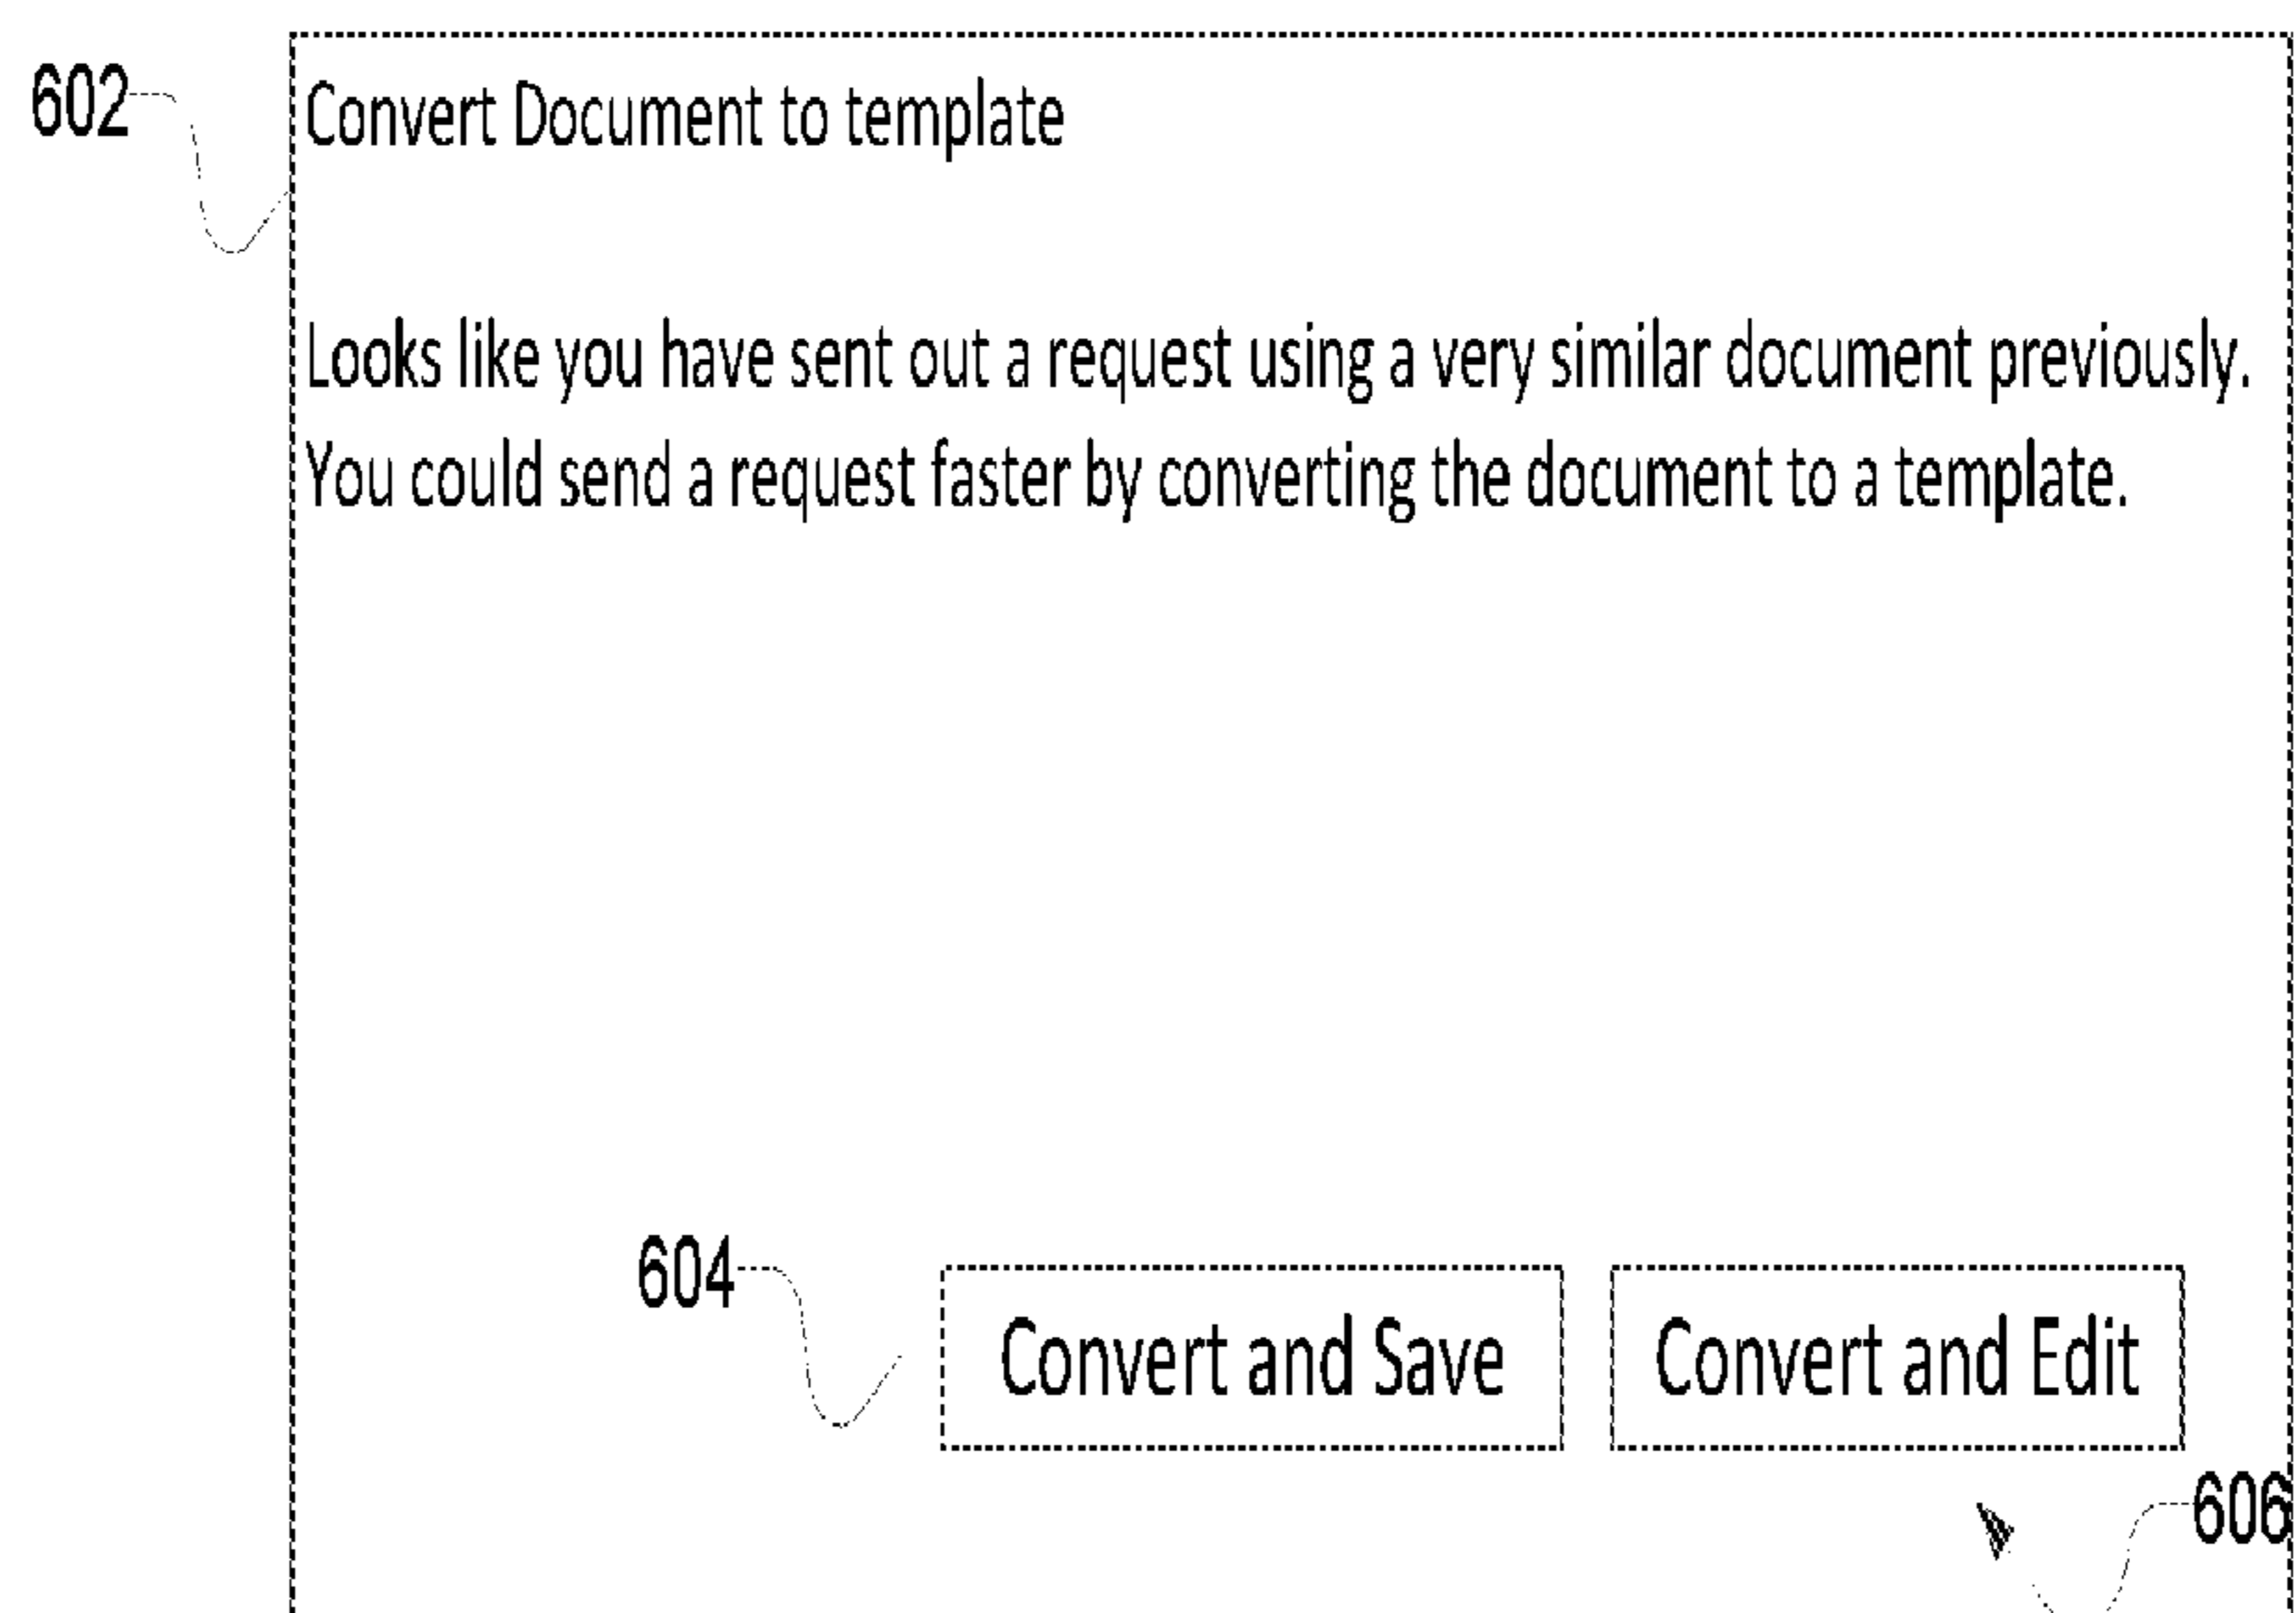 602
Convert Document to template
Looks like you have sent out a request using a very similar document previously.
You could send a request faster by converting the document to a template.
604
Convert and Save
Convert and Edit
606